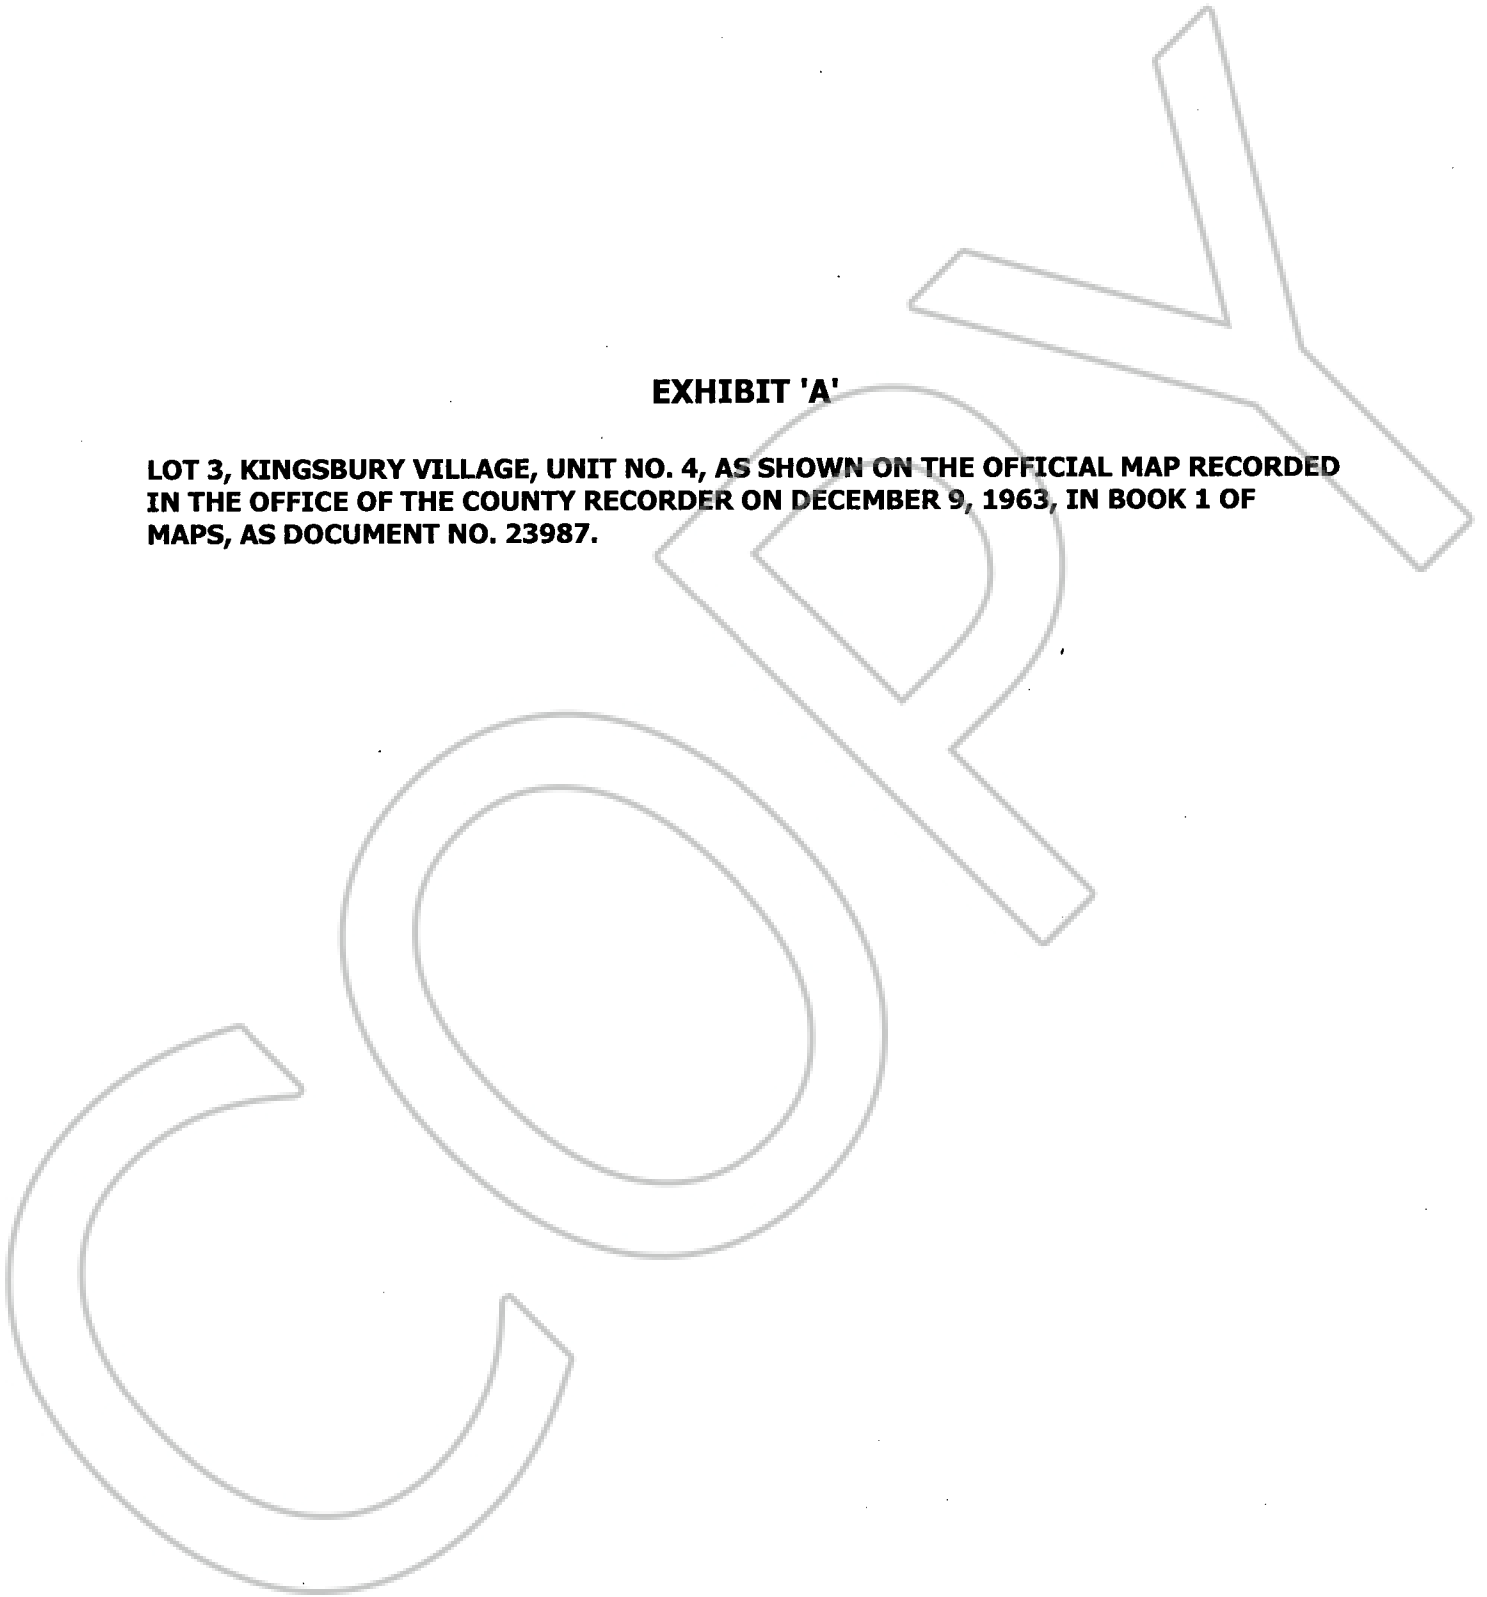 EXHIBIT 'A'
LOT 3, KINGSBURY VILLAGE, UNIT NO. 4, AS SHOWN ON THE OFFICIAL MAP RECORDED
IN THE OFFICE OF THE COUNTY RECORDER ON DECEMBER 9, 1963, IN BOOK 1 OF
MAPS, AS DOCUMENT NO. 23987.
COPY